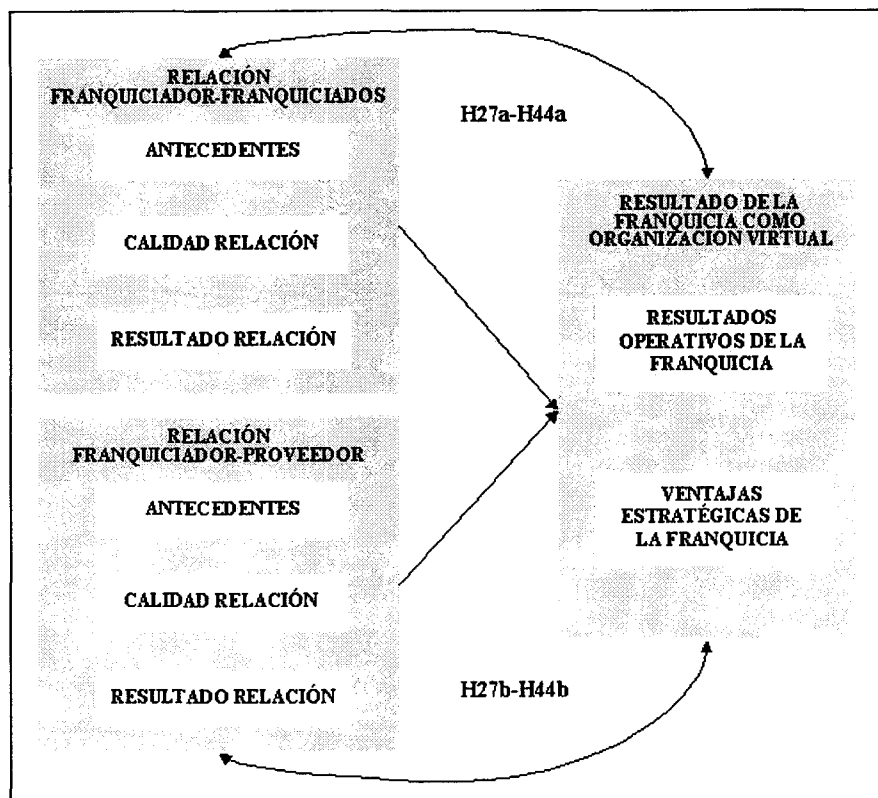 RELACIÓN
FRANQUICIADOR-FRANQUICIADOS
ANTECEDENTES
CALIDAD RELACIÓN
RESULTADO RELACIÓN
H27a-H44a
RELACIÓN
FRANQUICIADOR-PROVEEDOR
ANTECEDENTES
CALIDAD RELACIÓN
RESULTADO RELACIÓN
H27b-H44b
RESULTADO DE LA
FRANQUICIA COMO
ORGANIZACIÓN VIRTUAL
RESULTADOS
OPERATIVOS DE LA
FRANQUICIA
VENTAJAS
ESTRATÉGICAS DE
LA FRANQUICIA